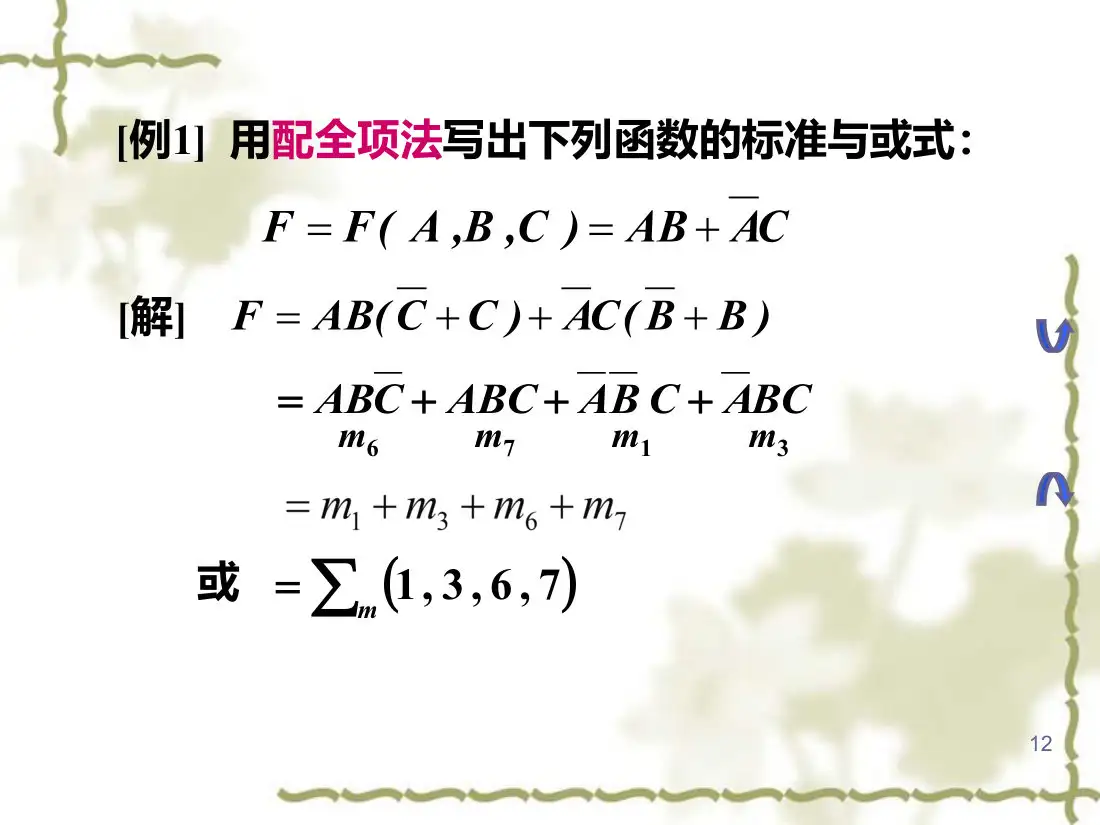 [例1] 用配全项法写出下列函数的标准与或式：
F = F( A ,B ,C ) = AB + A̅C
[解] F = AB( C̅ + C ) + A̅C( B̅ + B )
= ABC̅ + ABC + A̅B̅ C + A̅BC
m₆ m₇ m₁ m₃
= m₁ + m₃ + m₆ + m₇
或 = ∑ₘ(1 , 3 , 6 , 7)
12